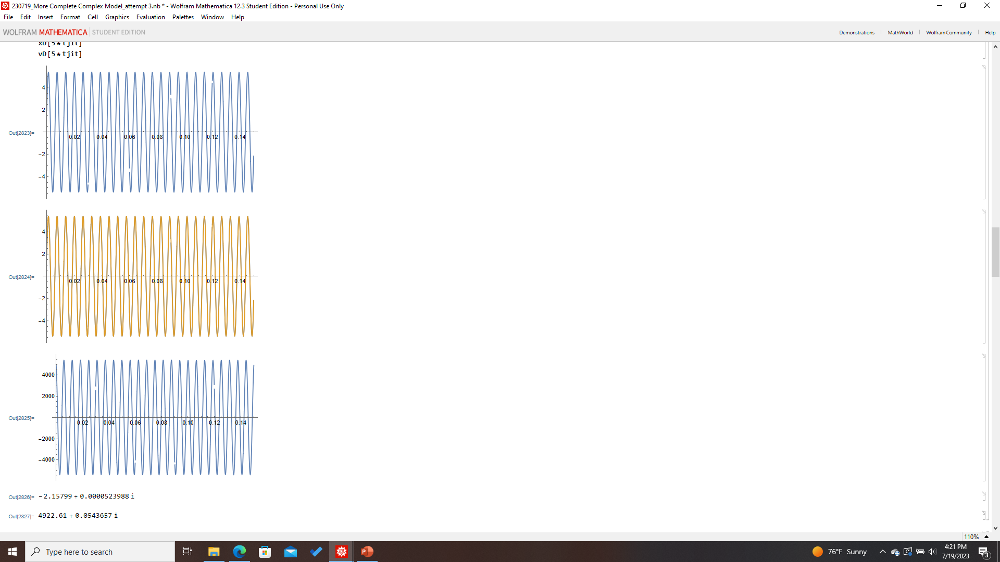 230719_More Complete Complex Model_attempt 3.nb * - Wolfram Mathematica 12.3 Student Edition - Personal Use Only
File Edit Insert Format Cell Graphics Evaluation Palettes Window Help
WOLFRAM MATHEMATICA STUDENT EDITION
Demonstrations MathWorld Wolfram Community Help
xD[5*tjit]
vD[5*tjit]
4
2
Out[2823]=
0.02 0.04 0.06 0.08 0.10 0.12 0.14
-2
-4
4
2
Out[2824]=
0.02 0.04 0.06 0.08 0.10 0.12 0.14
-2
-4
4000
2000
Out[2825]=
0.02 0.04 0.06 0.08 0.10 0.12 0.14
-2000
-4000
Out[2826]= -2.15799 + 0.0000523988 i
Out[2827]= 4922.61 + 0.0543657 i
110%
Type here to search
76°F Sunny
4:21 PM
7/19/2023
3